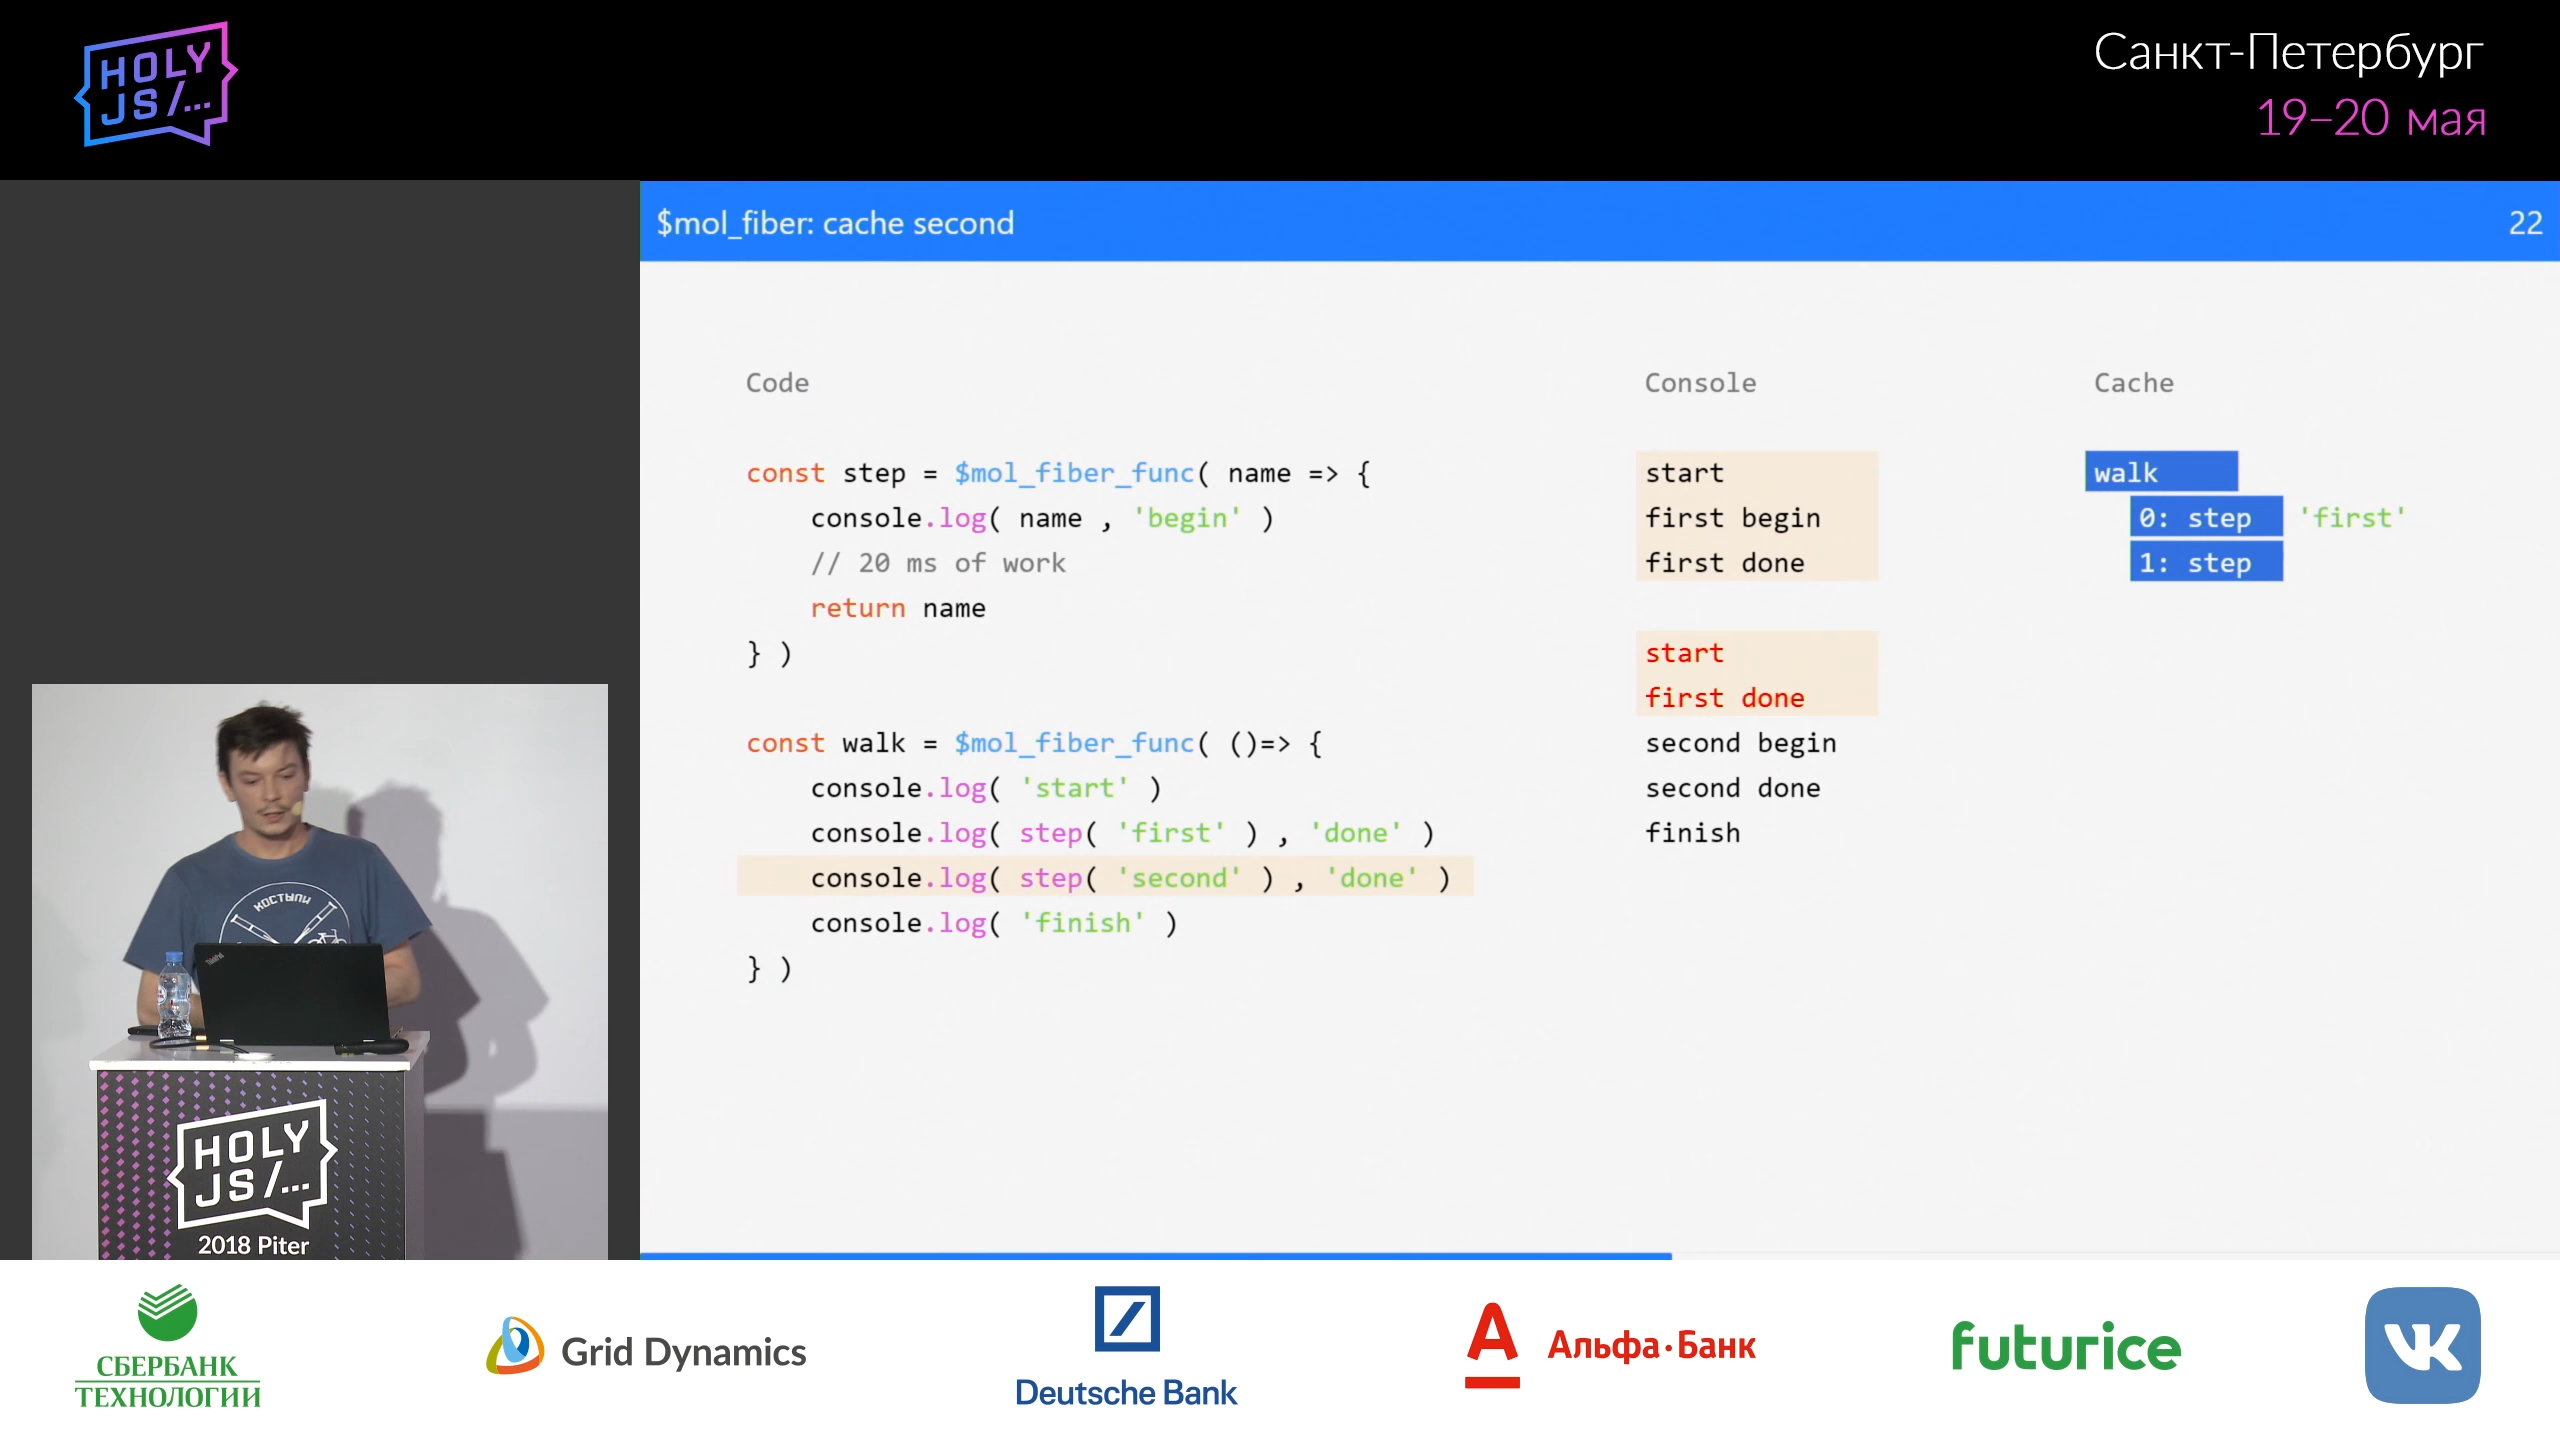 HOLY
JS/...
Санкт-Петербург
19–20 мая
$mol_fiber: cache second
22
Code
const step = $mol_fiber_func( name => {
    console.log( name , 'begin' )
    // 20 ms of work
    return name
} )
const walk = $mol_fiber_func( ()=> {
    console.log( 'start' )
    console.log( step( 'first' ) , 'done' )
    console.log( step( 'second' ) , 'done' )
    console.log( 'finish' )
} )
Console
start
first begin
first done
start
first done
second begin
second done
finish
Cache
walk
0: step 'first'
1: step
КОСТЫЛИ
ThinkPad
HOLY
JS/...
2018 Piter
СБЕРБАНК
ТЕХНОЛОГИИ
Grid Dynamics
Deutsche Bank
А
Альфа·Банк
futurice
VK